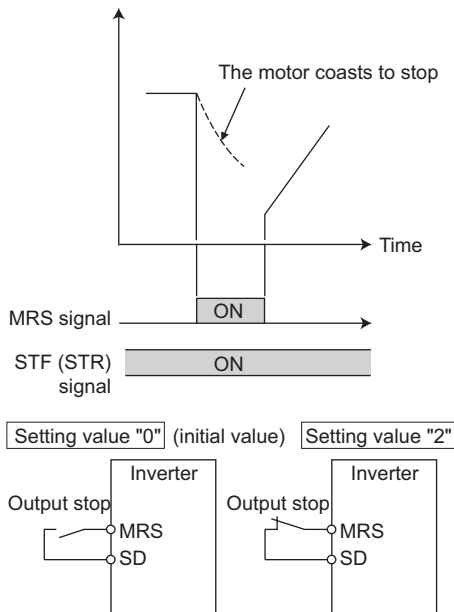 The motor coasts to stop
Time
MRS signal
ON
STF (STR)
signal
ON
Setting value "0" (initial value) Setting value "2"
Inverter Inverter
Output stop Output stop
MRS MRS
SD SD